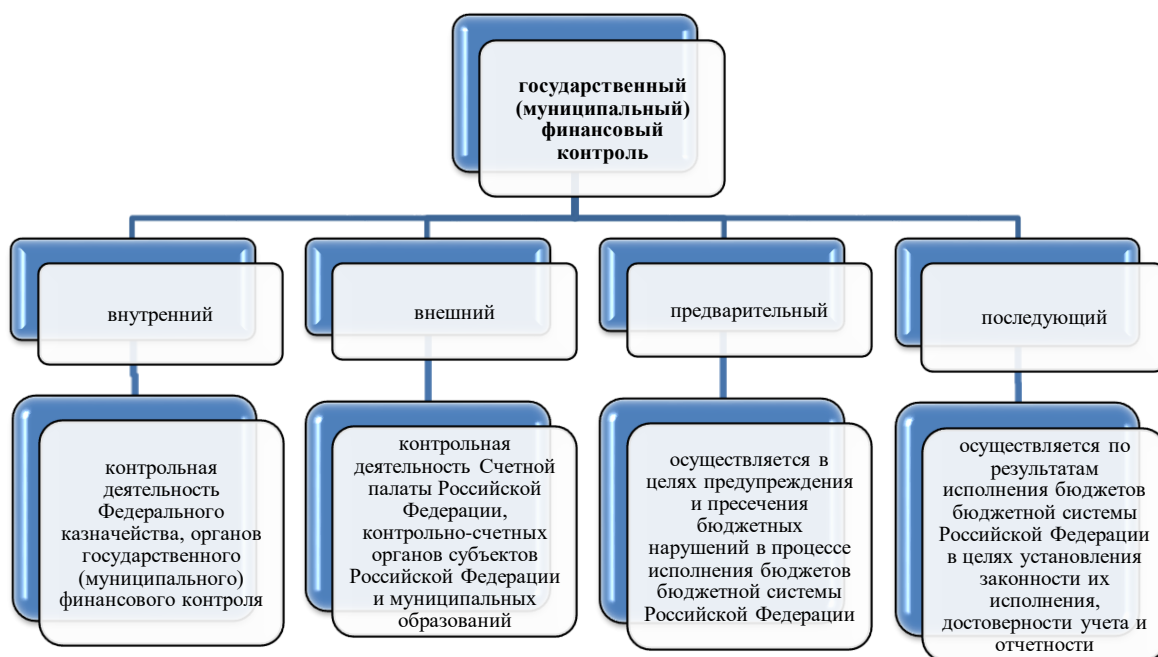 государственный
(муниципальный)
финансовый
контроль
внутренний
внешний
предварительный
последующий
контрольная
деятельность
Федерального
казначейства, органов
государственного
(муниципального)
финансового контроля
контрольная
деятельность Счетной
палаты Российской
Федерации,
контрольно-счетных
органов субъектов
Российской Федерации
и муниципальных
образований
осуществляется в
целях предупреждения
и пресечения
бюджетных
нарушений в процессе
исполнения бюджетов
бюджетной системы
Российской Федерации
осуществляется по
результатам
исполнения бюджетов
бюджетной системы
Российской Федерации
в целях установления
законности их
исполнения,
достоверности учета и
отчетности